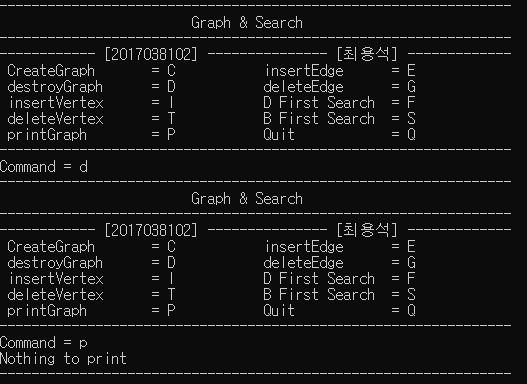 Graph & Search
------------ [2017038102] --------------- [최용석] -------------
CreateGraph = C insertEdge = E
destroyGraph = D deleteEdge = G
insertVertex = I D First Search = F
deleteVertex = T B First Search = S
printGraph = P Quit = Q
Command = d
Graph & Search
------------ [2017038102] --------------- [최용석] -------------
CreateGraph = C insertEdge = E
destroyGraph = D deleteEdge = G
insertVertex = I D First Search = F
deleteVertex = T B First Search = S
printGraph = P Quit = Q
Command = p
Nothing to print